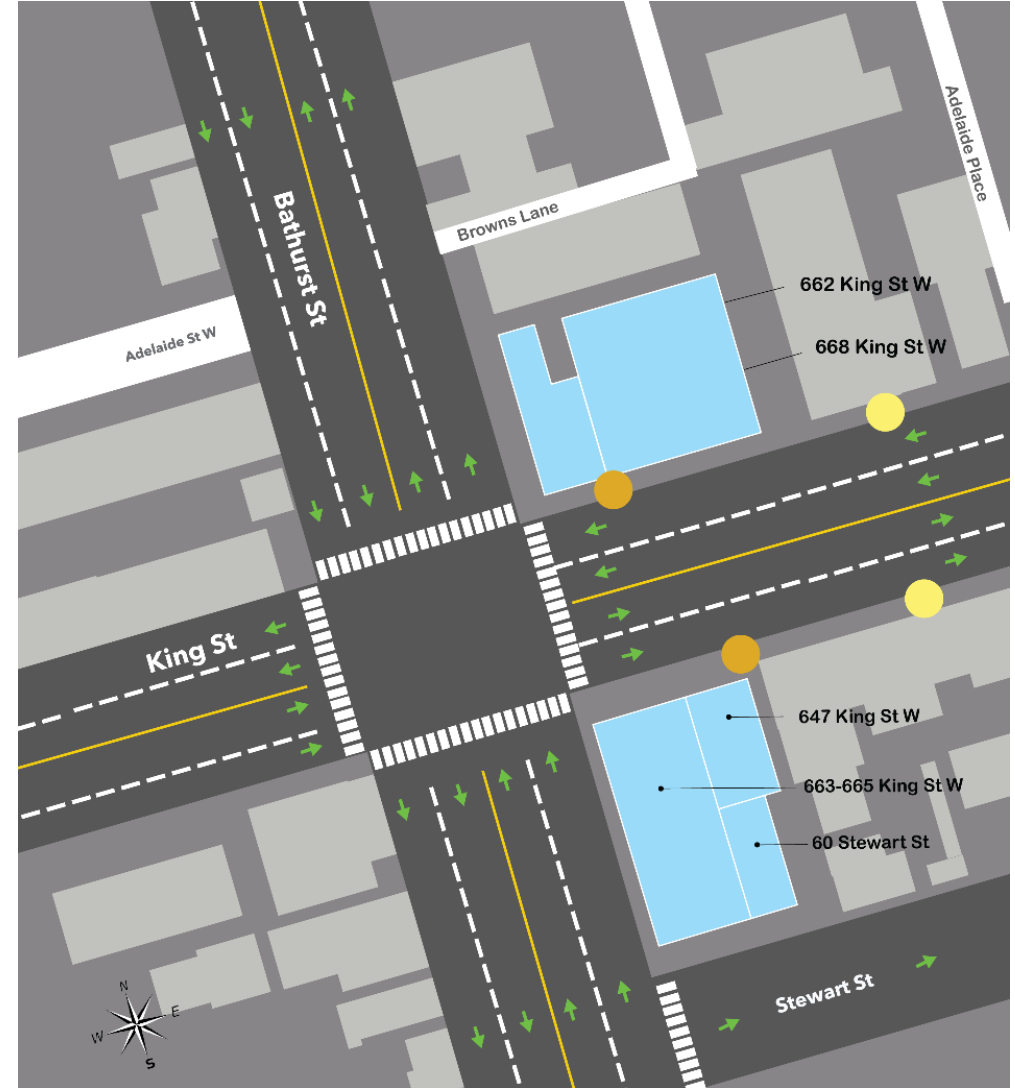 Adelaide Place
Bathurst St
Browns Lane
662 King St W
Adelaide St W
668 King St W
King St
647 King St W
663-665 King St W
60 Stewart St
Stewart St
N
E
W
S